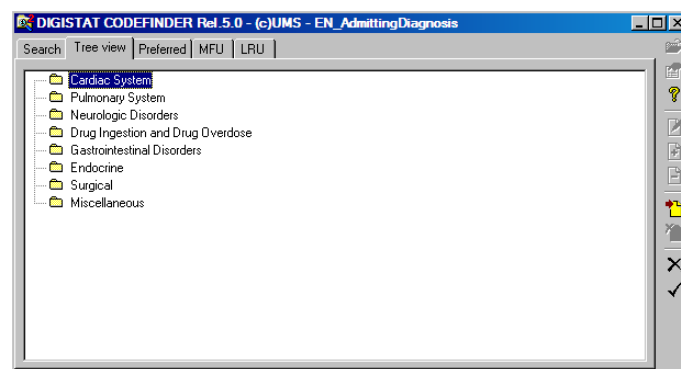 DIGISTAT CODEFINDER Rel.5.0 - (c)UMS - EN_AdmittingDiagnosis
Search Tree view Preferred MFU LRU
Cardiac System
Pulmonary System
Neurologic Disorders
Drug Ingestion and Drug Overdose
Gastrointestinal Disorders
Endocrine
Surgical
Miscellaneous